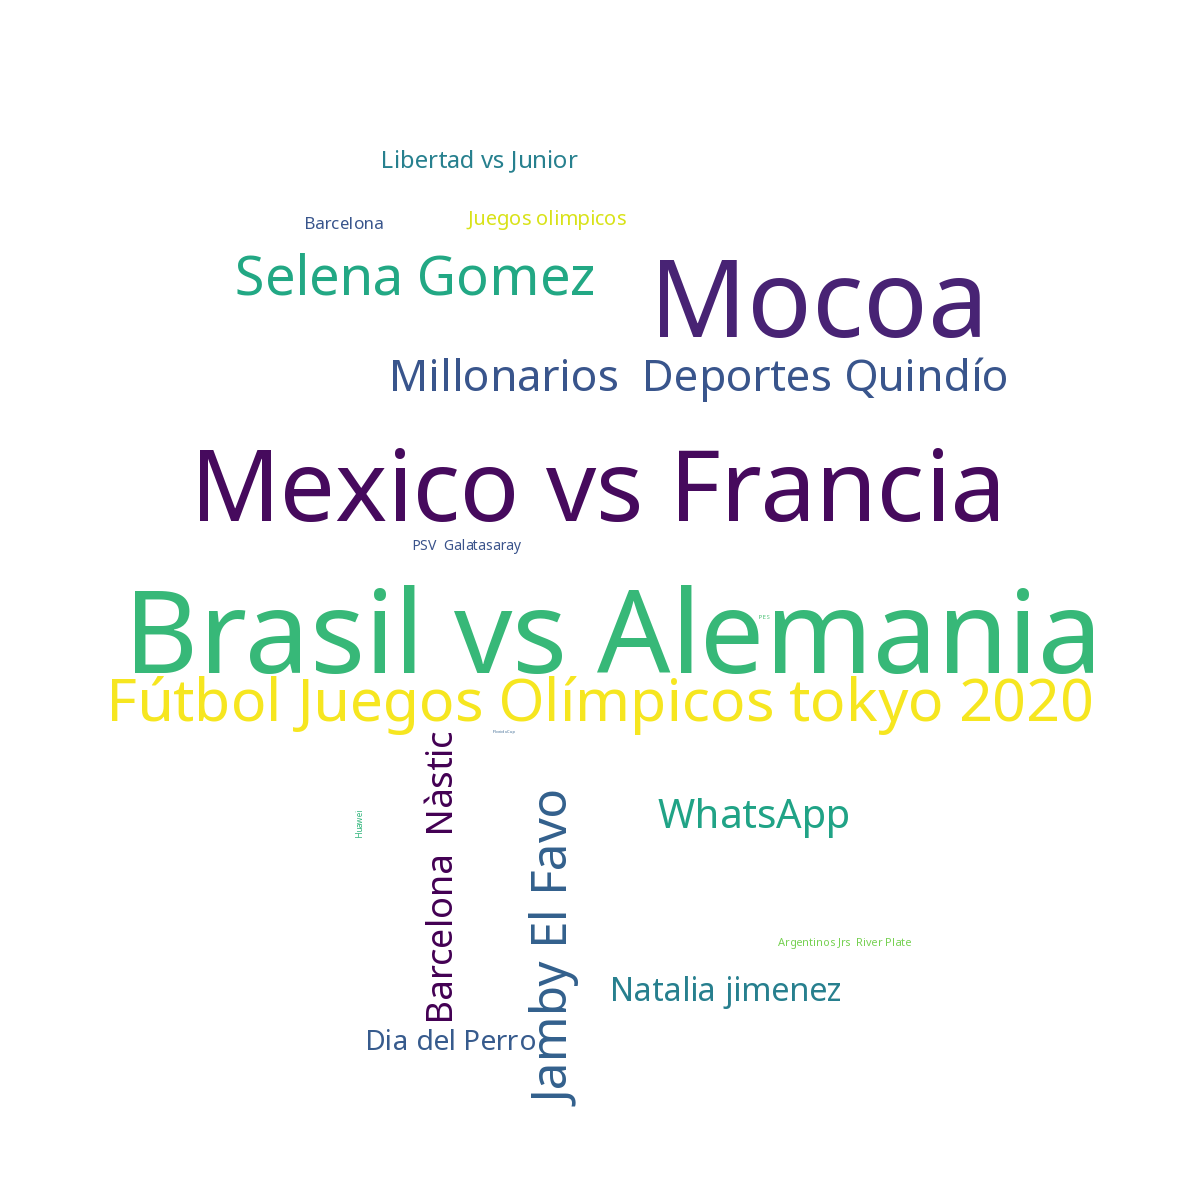 Libertad vs Junior
Barcelona
Juegos olimpicos
Selena Gomez
Mocoa
Millonarios Deportes Quindío
Mexico vs Francia
PSV Galatasaray
Brasil vs Alemania
PES
Fútbol Juegos Olímpicos tokyo 2020
Barcelona Nàstic
Huawei
Jamby El Favo
WhatsApp
Argentinos Jrs River Plate
Natalia jimenez
Dia del Perro